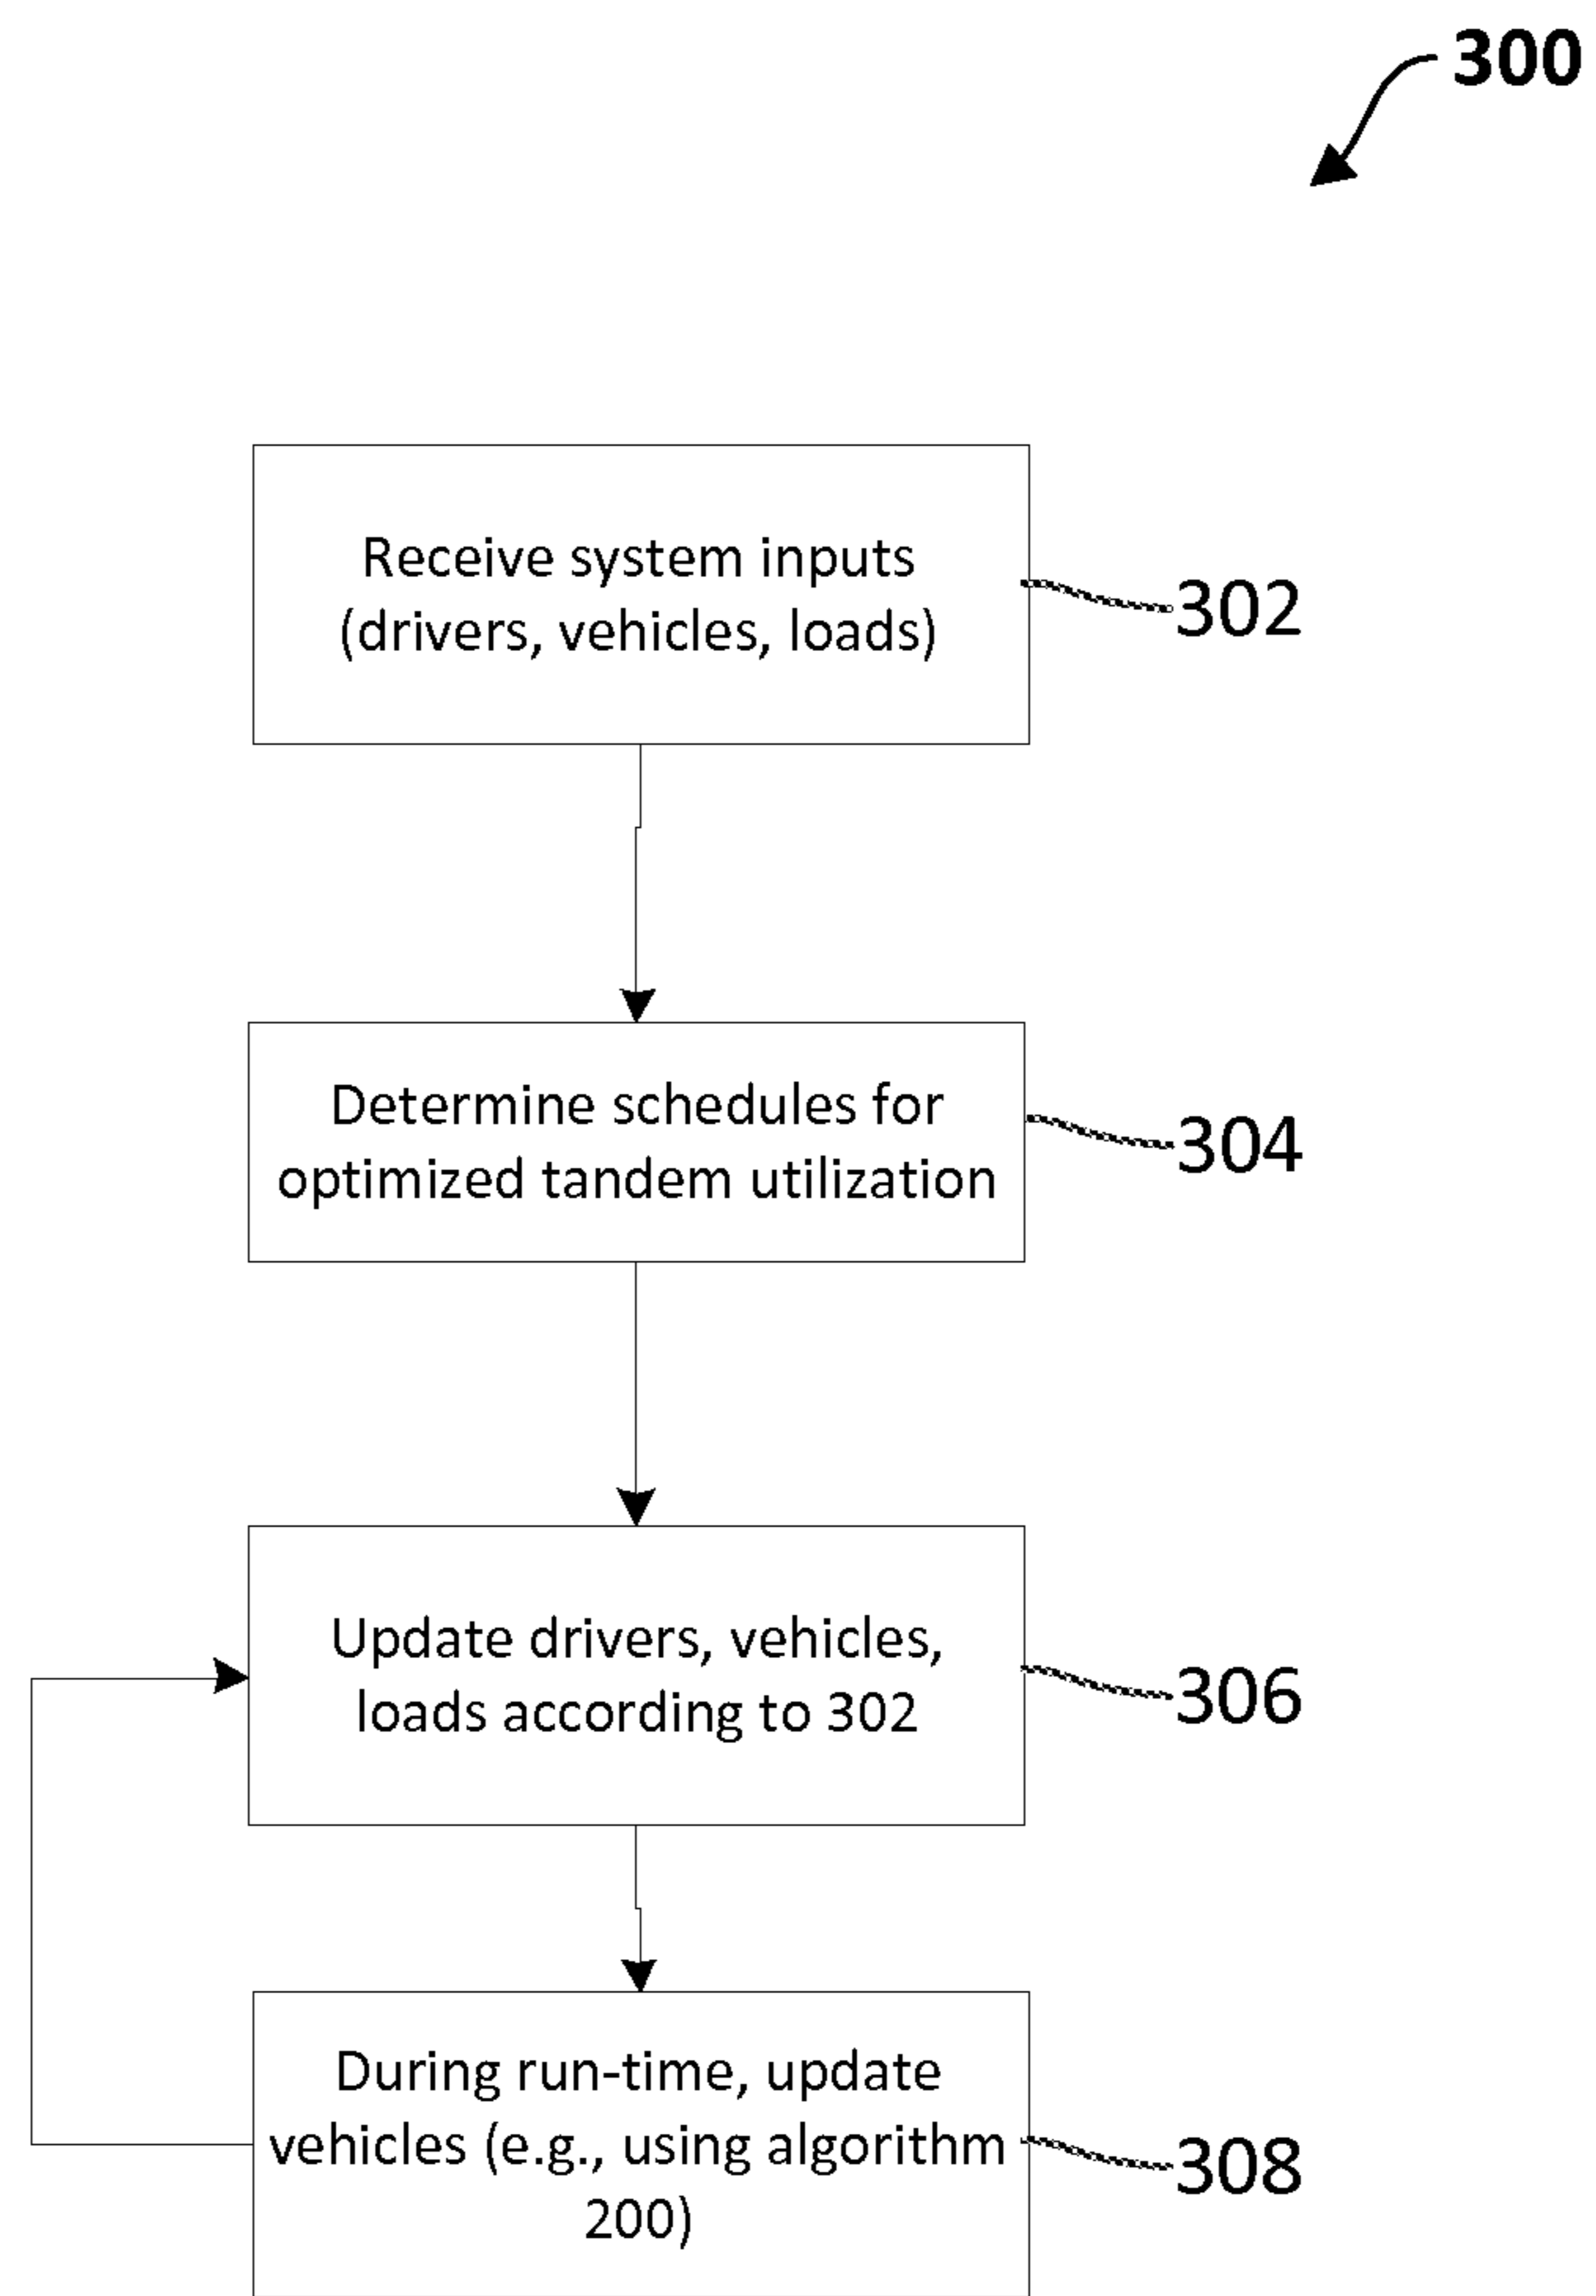 300
Receive system inputs
(drivers, vehicles, loads)
302
Determine schedules for
optimized tandem utilization
304
Update drivers, vehicles,
loads according to 302
306
During run-time, update
vehicles (e.g., using algorithm
200)
308